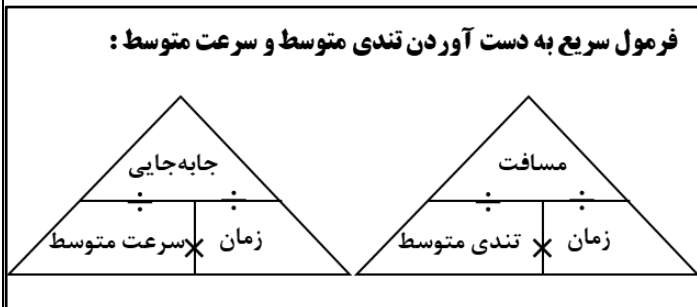 فرمول سریع به دست آوردن تندی متوسط و سرعت متوسط :
مسافت
÷ ÷
زمان × تندی متوسط
جابه‌جایی
÷ ÷
زمان × سرعت متوسط